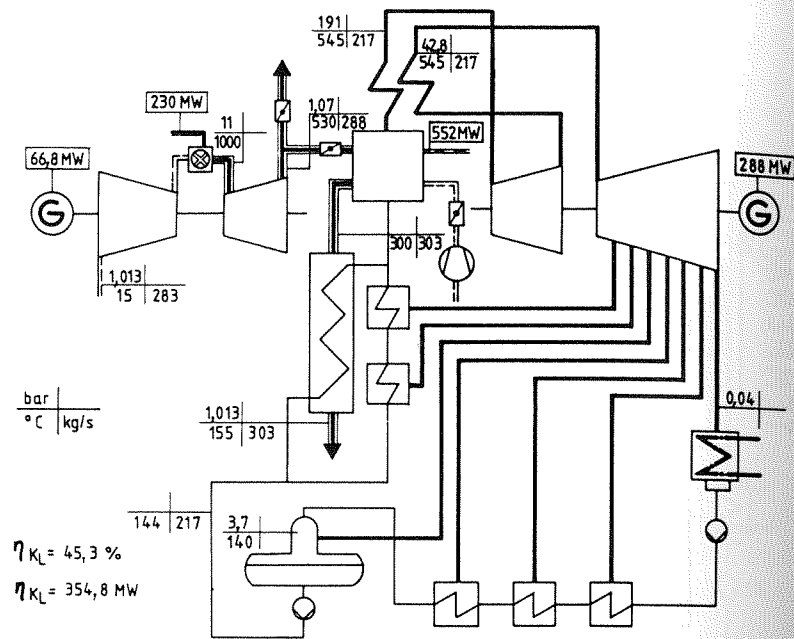 191
545 217
42,8
545 217
230 MW
11
1000
1,07
530 288
552MW
66,8 MW
G
288 MW
G
300 303
1,013
15 283
bar
°C kg/s
1,013
155 303
0,04
144 217
3,7
140
η KL = 45,3 %
η KL = 354,8 MW